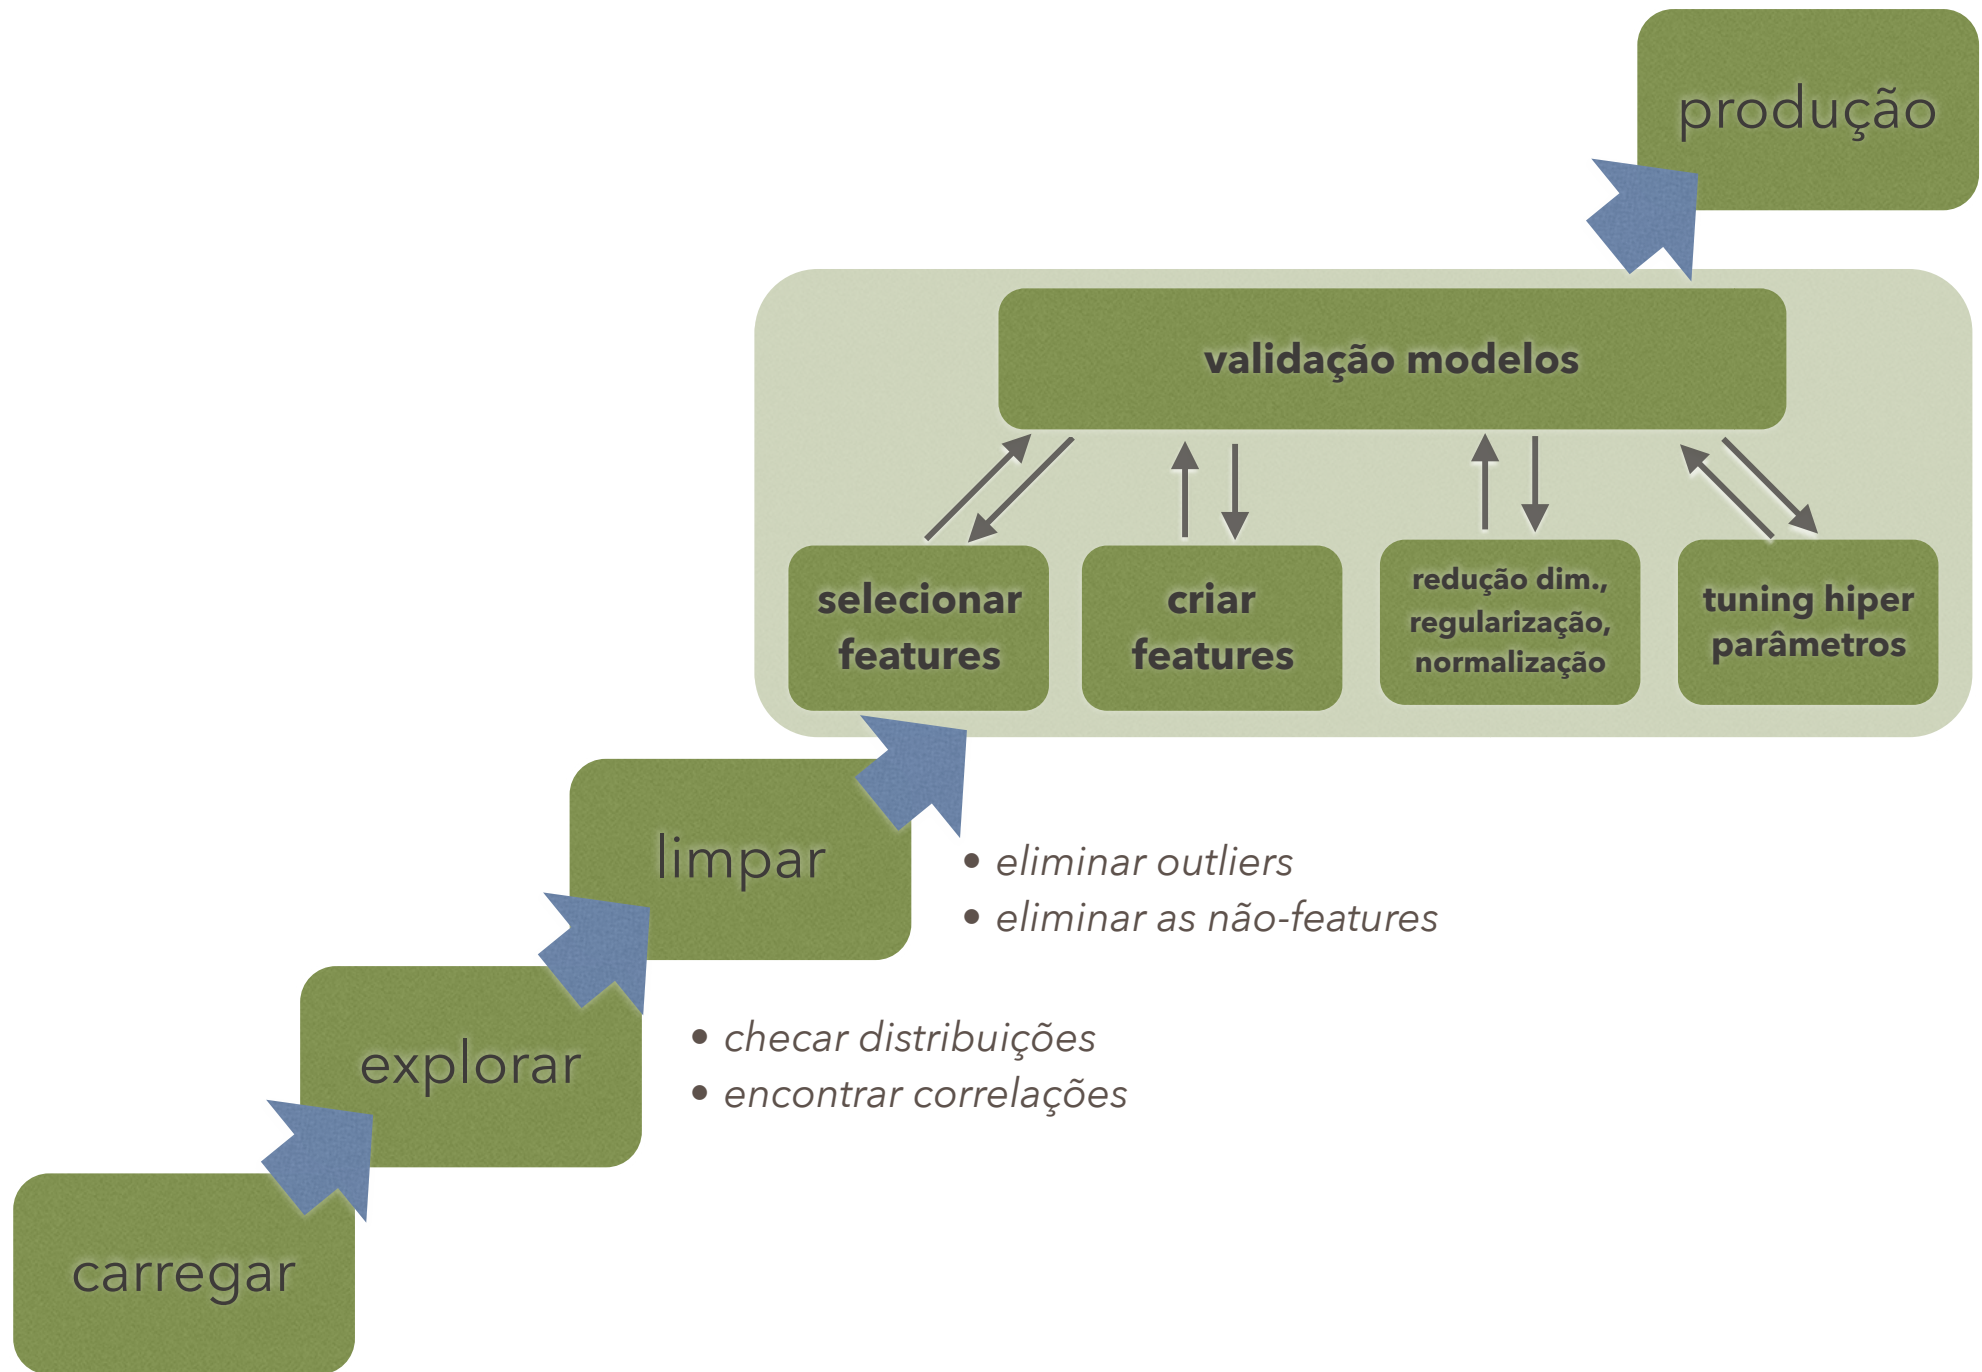 produção
validação modelos
selecionar
features
criar
features
redução dim.,
regularização,
normalização
tuning hiper
parâmetros
limpar
• eliminar outliers
• eliminar as não-features
explorar
• checar distribuições
• encontrar correlações
carregar